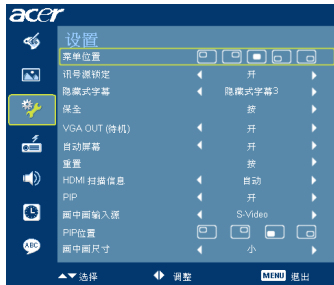 acer
设置
菜单位置
讯号源锁定 开
隐藏式字幕 隐藏式字幕3
保全 按
VGA OUT (待机) 开
自动屏幕 开
重置 按
HDMI 扫描信息 自动
PIP 开
画中画输入源 S-Video
PIP位置
画中画尺寸 小
ABC
选择 调整 MENU 退出